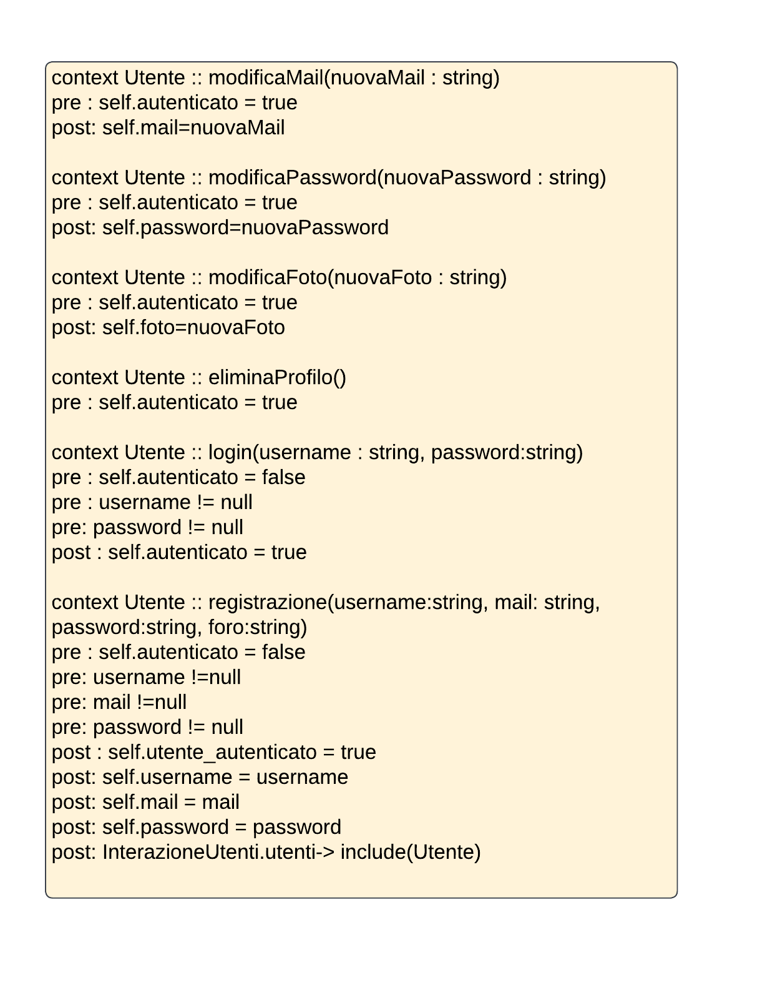 context Utente :: modificaMail(nuovaMail : string)
pre : self.autenticato = true
post: self.mail=nuovaMail
context Utente :: modificaPassword(nuovaPassword : string)
pre : self.autenticato = true
post: self.password=nuovaPassword
context Utente :: modificaFoto(nuovaFoto : string)
pre : self.autenticato = true
post: self.foto=nuovaFoto
context Utente :: eliminaProfilo()
pre : self.autenticato = true
context Utente :: login(username : string, password:string)
pre : self.autenticato = false
pre : username != null
pre: password != null
post : self.autenticato = true
context Utente :: registrazione(username:string, mail: string,
password:string, foro:string)
pre : self.autenticato = false
pre: username !=null
pre: mail !=null
pre: password != null
post : self.utente_autenticato = true
post: self.username = username
post: self.mail = mail
post: self.password = password
post: InterazioneUtenti.utenti-> include(Utente)